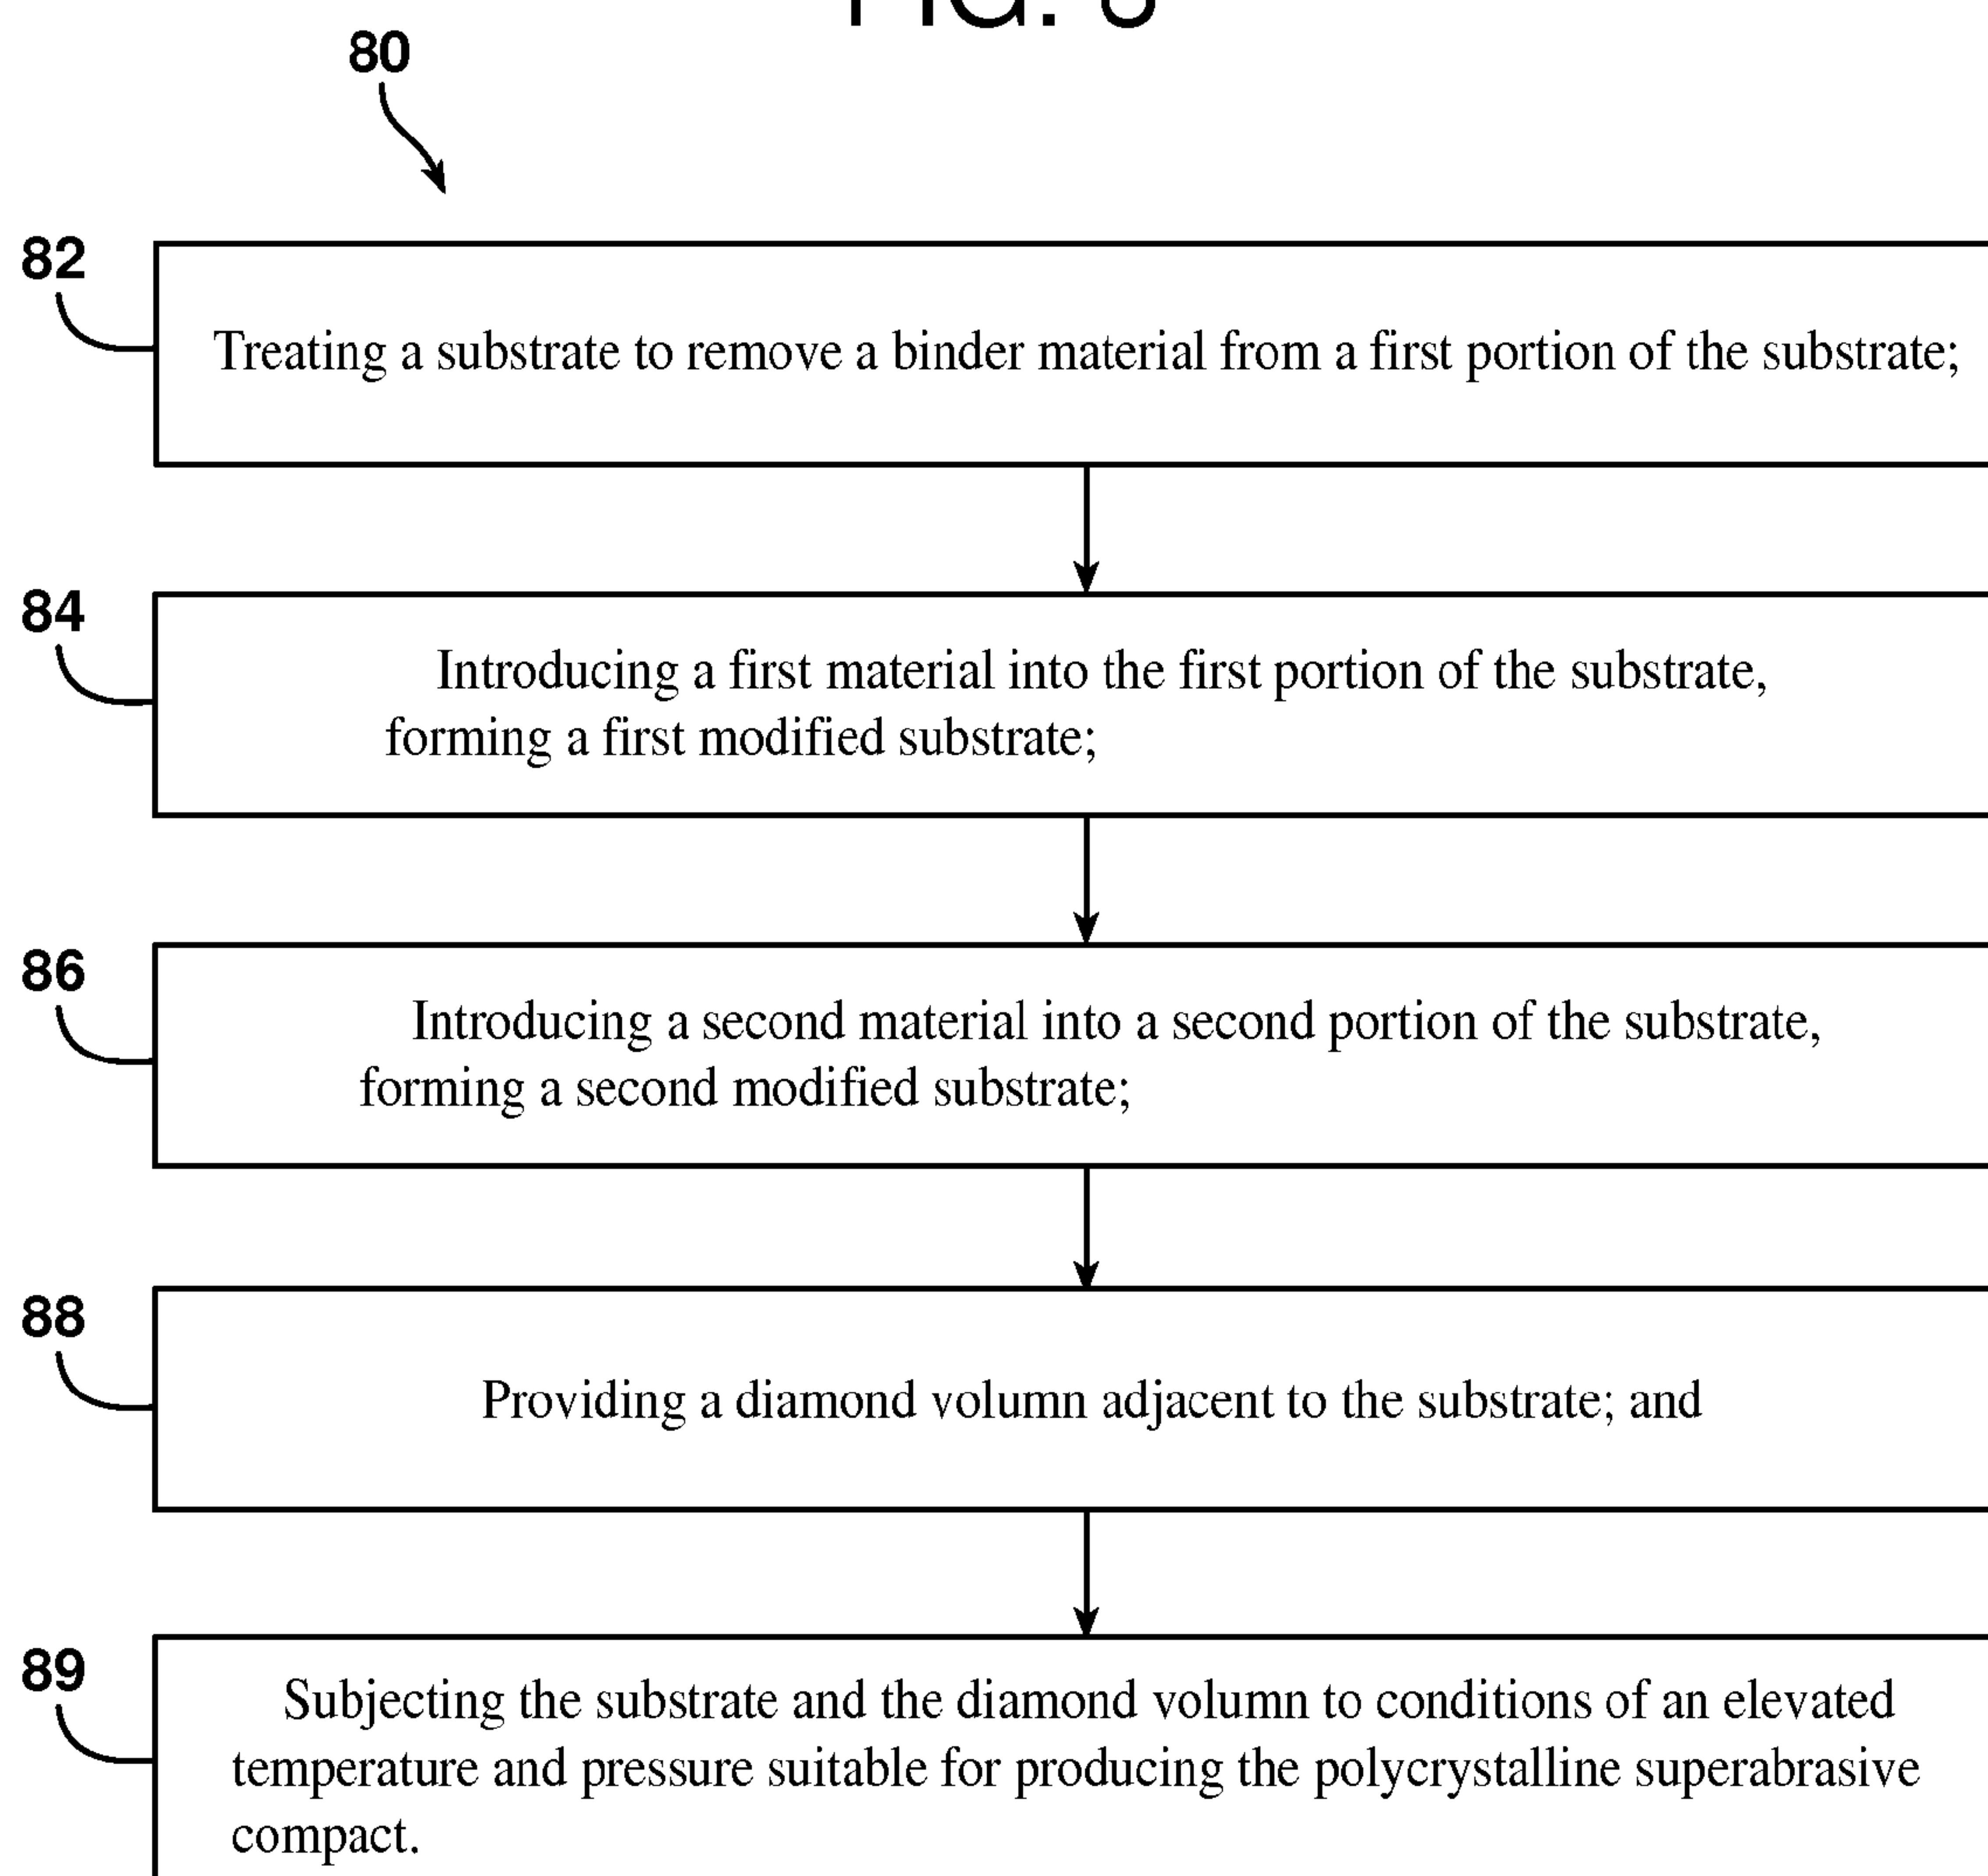 FIG.
80
82
Treating a substrate to remove a binder material from a first portion of the substrate;
84
Introducing a first material into the first portion of the substrate,
forming a first modified substrate;
86
Introducing a second material into a second portion of the substrate,
forming a second modified substrate;
88
Providing a diamond volumn adjacent to the substrate; and
89
Subjecting the substrate and the diamond volumn to conditions of an elevated
temperature and pressure suitable for producing the polycrystalline superabrasive
compact.